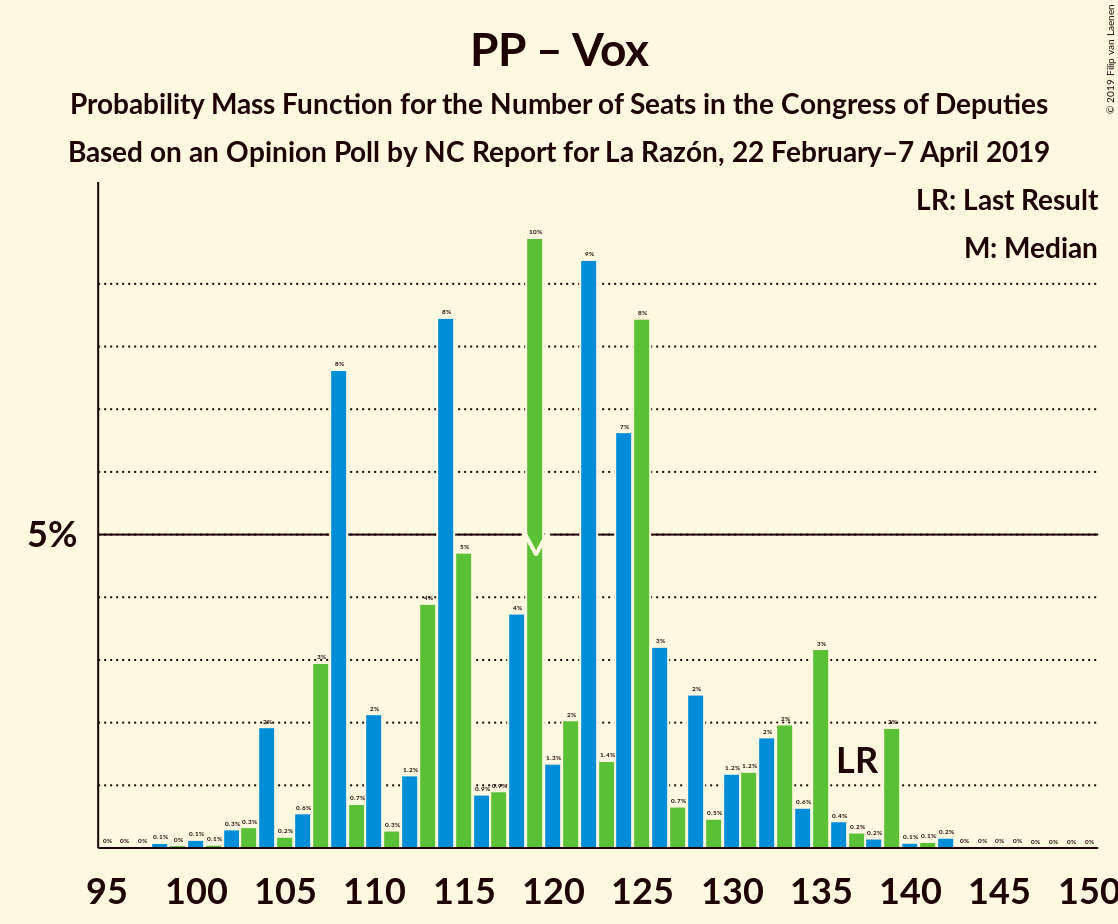 PP – Vox
Probability Mass Function for the Number of Seats in the Congress of Deputies
Based on an Opinion Poll by NC Report for La Razón, 22 February–7 April 2019
© 2019 Filip van Laenen
LR: Last Result
M: Median
5%
0% 0% 0% 0.1% 0% 0.1% 0.1% 0.3% 0.3% 2% 0.2% 0.6% 3% 8% 0.7% 2% 0.3% 1.2% 4% 8% 5% 0.9% 0.9% 4% 10% 1.3% 2% 9% 1.4% 7% 8% 3% 0.7% 2% 0.5% 1.2% 1.2% 2% 2% 0.6% 3% 0.4% 0.2% 0.2% 2% 0.1% 0.1% 0.2% 0% 0% 0% 0% 0% 0% 0% 0%
M
LR
95 100 105 110 115 120 125 130 135 140 145 150